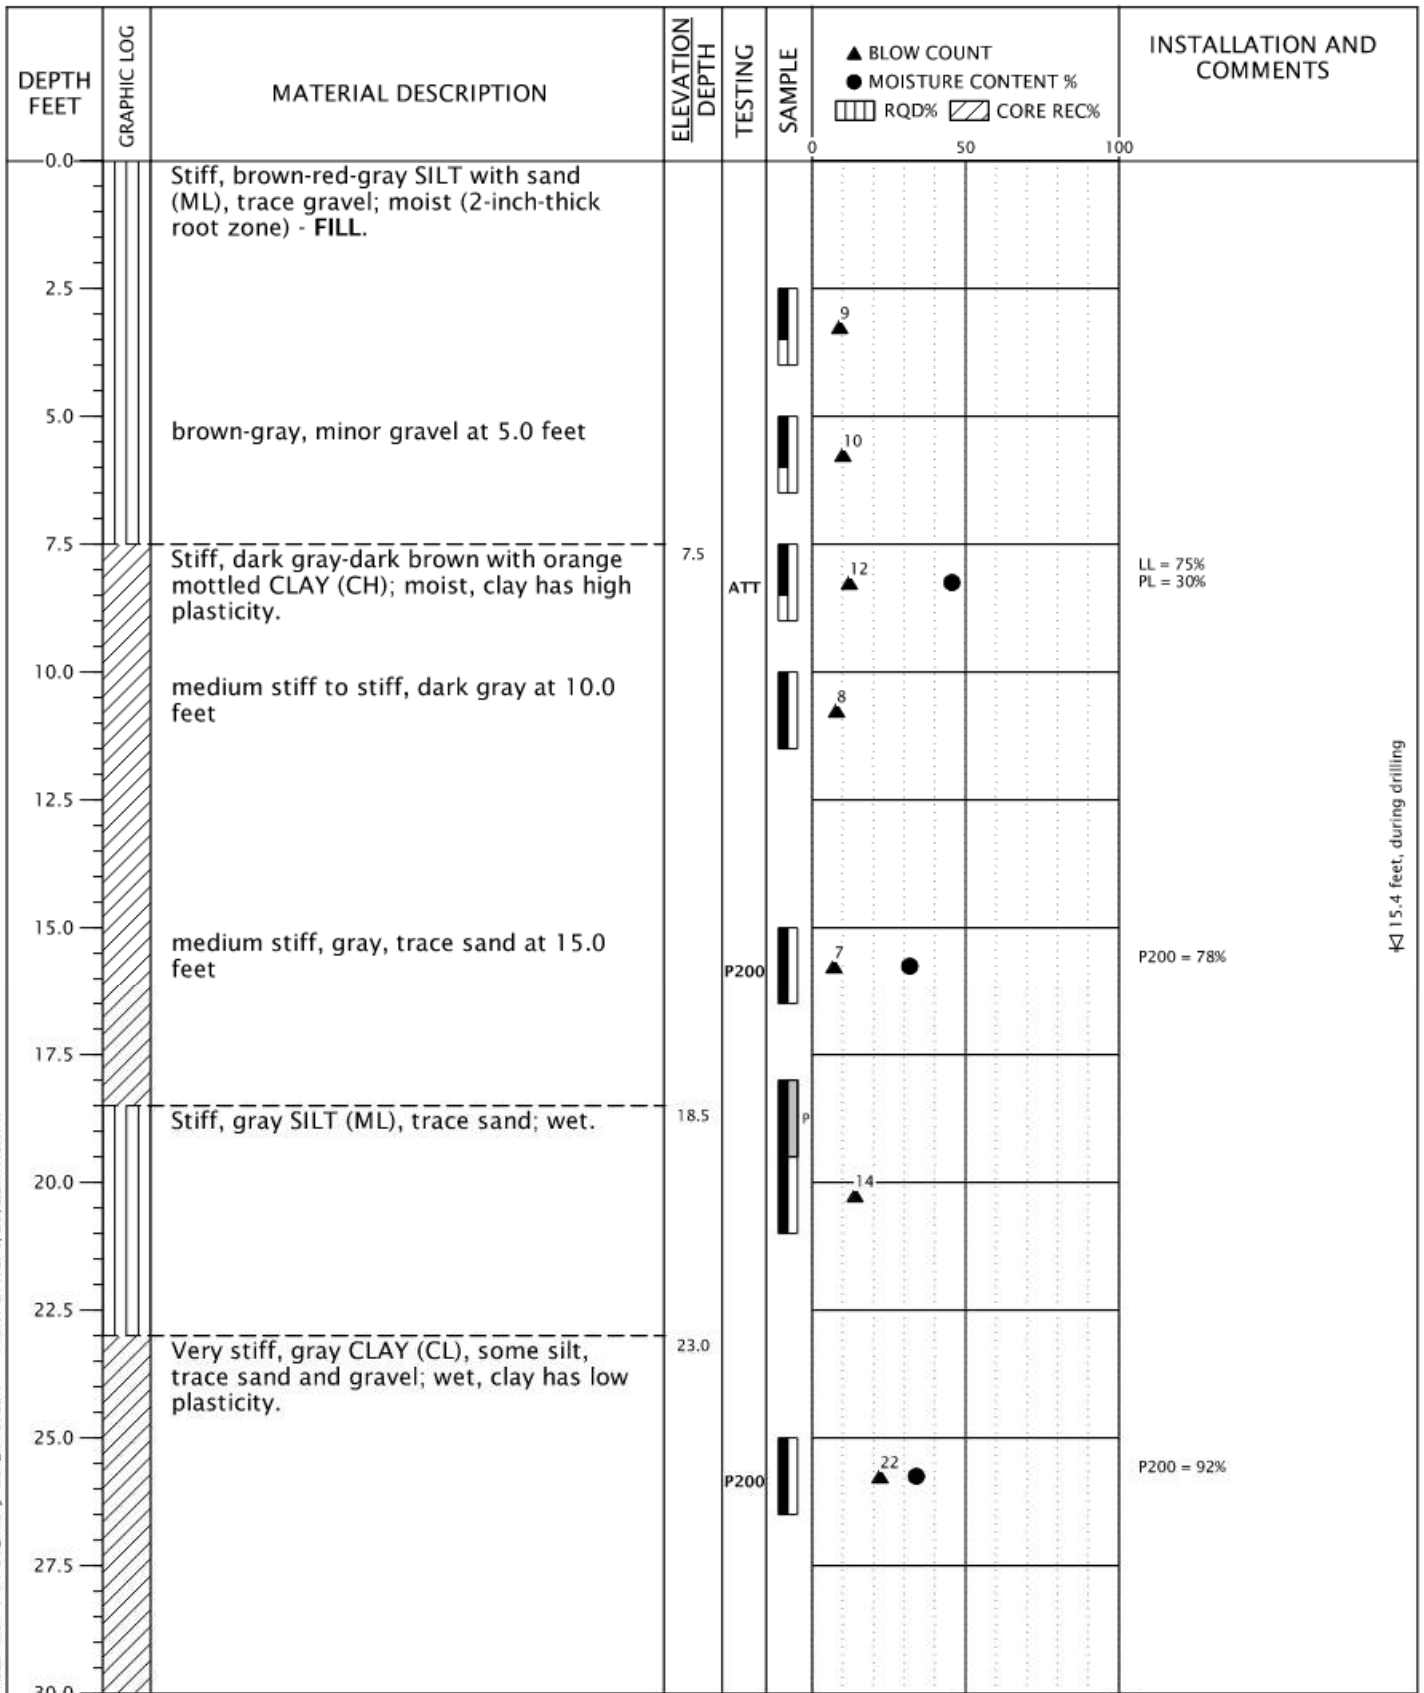 DEPTH
FEET
GRAPHIC LOG
MATERIAL DESCRIPTION
ELEVATION
DEPTH
TESTING
SAMPLE
▲ BLOW COUNT
● MOISTURE CONTENT %
RQD% CORE REC%
INSTALLATION AND
COMMENTS
0 50 100
0.0
Stiff, brown-red-gray SILT with sand
(ML), trace gravel; moist (2-inch-thick
root zone) - FILL.
2.5
9
5.0
brown-gray, minor gravel at 5.0 feet
10
7.5
Stiff, dark gray-dark brown with orange
mottled CLAY (CH); moist, clay has high
plasticity.
7.5
ATT
12
LL = 75%
PL = 30%
10.0
medium stiff to stiff, dark gray at 10.0
feet
8
12.5
15.4 feet, during drilling
15.0
medium stiff, gray, trace sand at 15.0
feet
P200
7
P200 = 78%
17.5
Stiff, gray SILT (ML), trace sand; wet.
18.5
P
20.0
14
22.5
Very stiff, gray CLAY (CL), some silt,
trace sand and gravel; wet, clay has low
plasticity.
23.0
25.0
P200
22
P200 = 92%
27.5
30.0